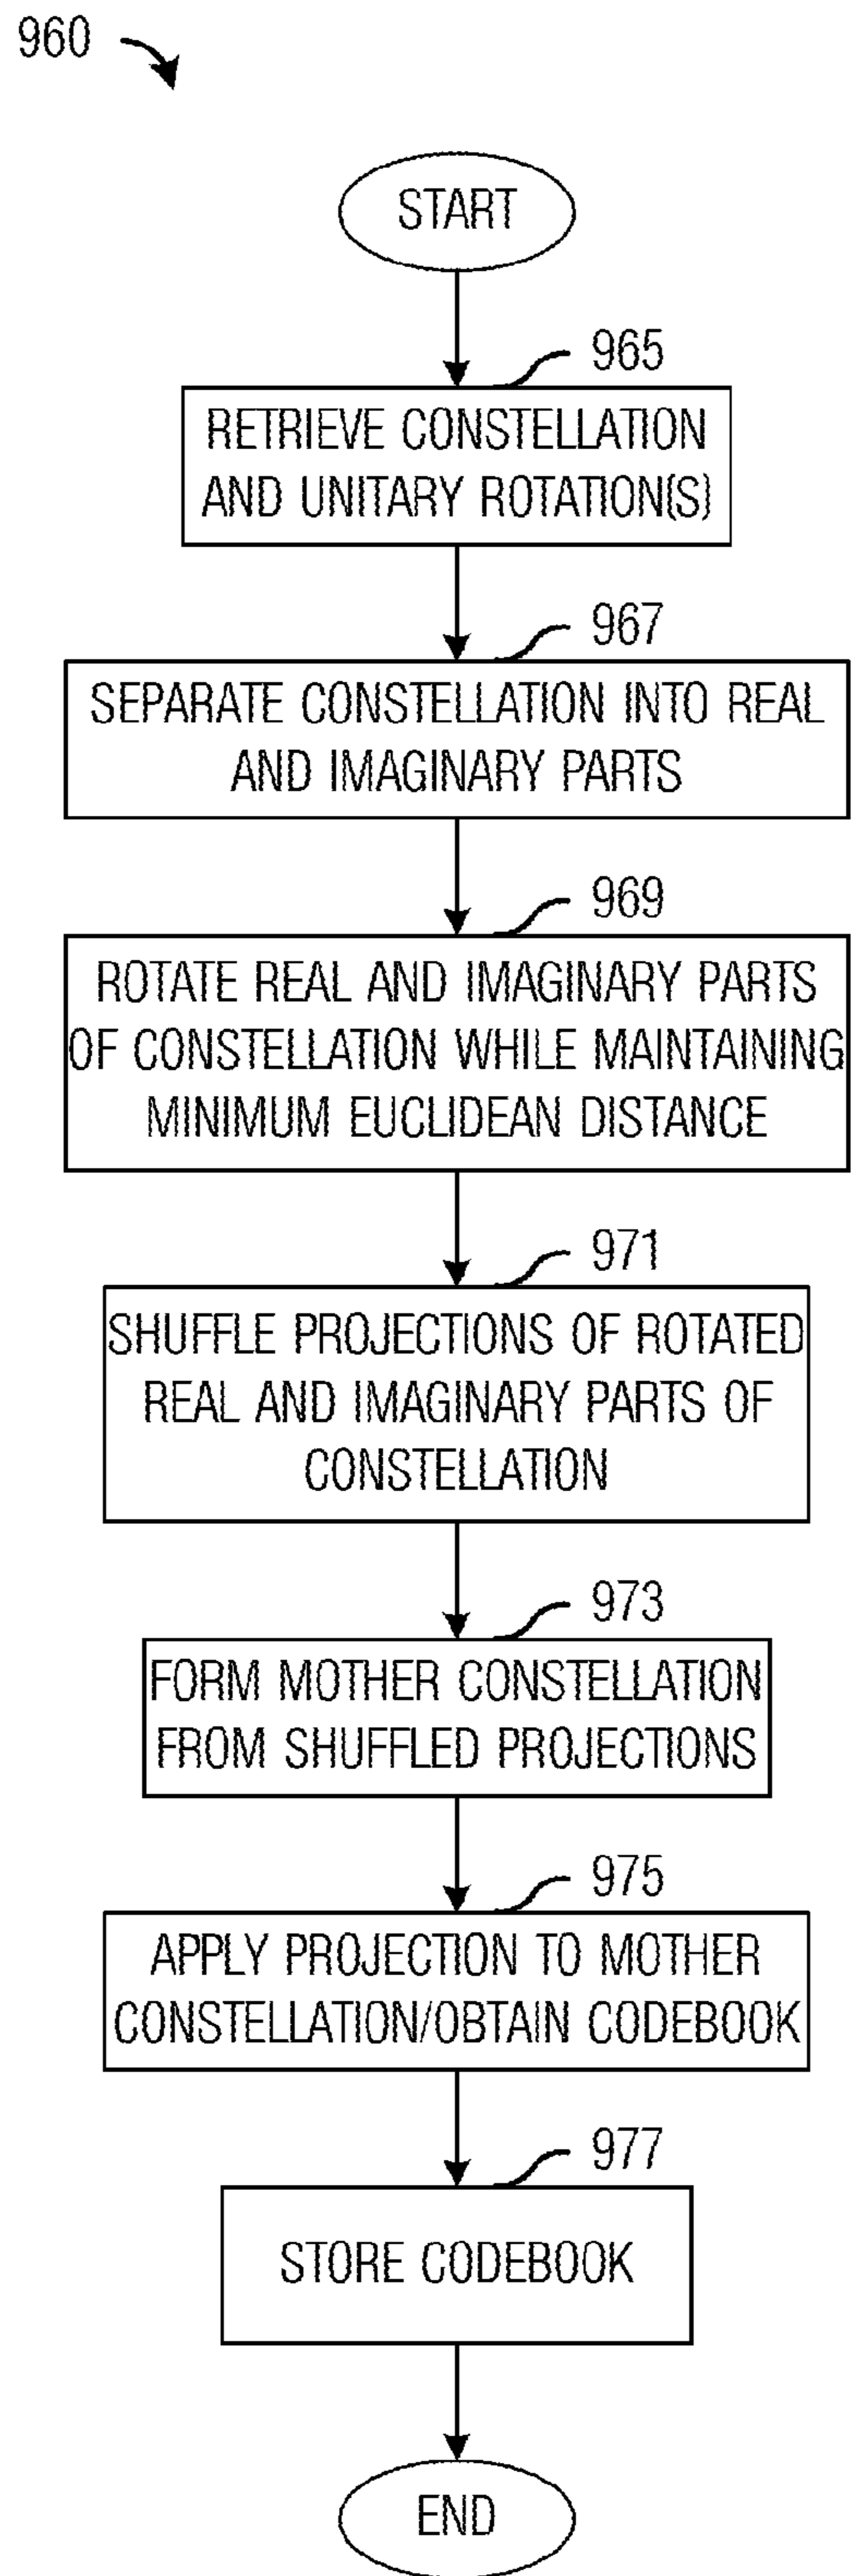 960
START
965
RETRIEVE CONSTELLATION
AND UNITARY ROTATION(S)
967
SEPARATE CONSTELLATION INTO REAL
AND IMAGINARY PARTS
969
ROTATE REAL AND IMAGINARY PARTS
OF CONSTELLATION WHILE MAINTAINING
MINIMUM EUCLIDEAN DISTANCE
971
SHUFFLE PROJECTIONS OF ROTATED
REAL AND IMAGINARY PARTS OF
CONSTELLATION
973
FORM MOTHER CONSTELLATION
FROM SHUFFLED PROJECTIONS
975
APPLY PROJECTION TO MOTHER
CONSTELLATION/OBTAIN CODEBOOK
977
STORE CODEBOOK
END